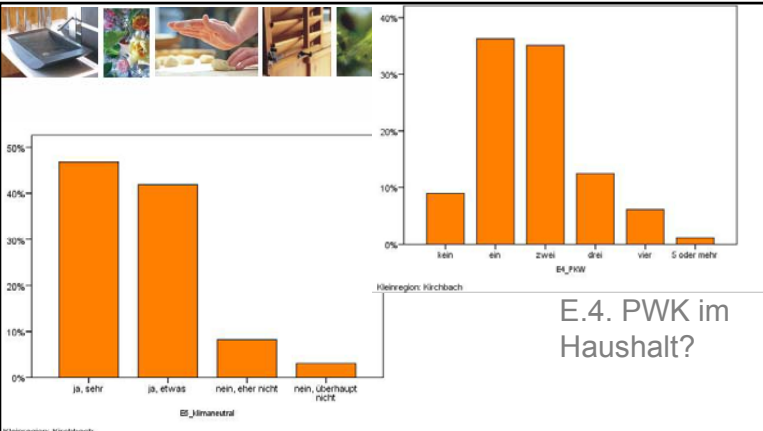 40%
30%
20%
10%
0%
kein ein zwei drei vier 5 oder mehr
E4_PKW
Kleinregion: Kirchbach
E.4. PWK im
Haushalt?
50%
40%
30%
20%
10%
0%
ja, sehr ja, etwas nein, eher nicht nein, überhaupt
nicht
E5_klimaneutral